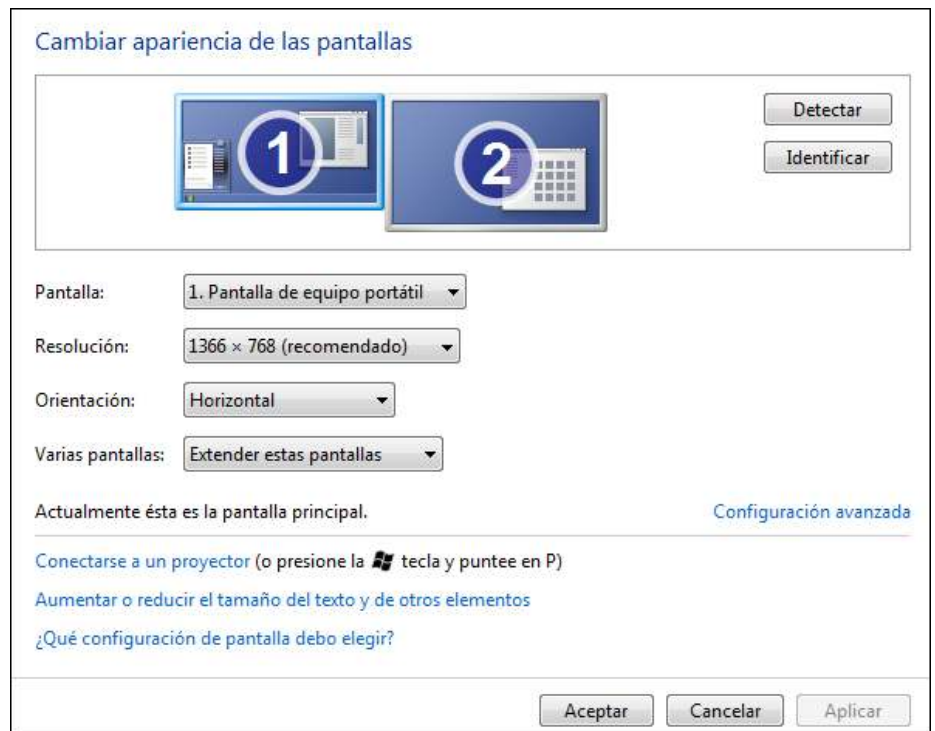 Cambiar apariencia de las pantallas
1
2
Detectar
Identificar
Pantalla: 1. Pantalla de equipo portátil
Resolución: 1366 × 768 (recomendado)
Orientación: Horizontal
Varias pantallas: Extender estas pantallas
Actualmente ésta es la pantalla principal. Configuración avanzada
Conectarse a un proyector (o presione la tecla y puntee en P)
Aumentar o reducir el tamaño del texto y de otros elementos
¿Qué configuración de pantalla debo elegir?
Aceptar Cancelar Aplicar